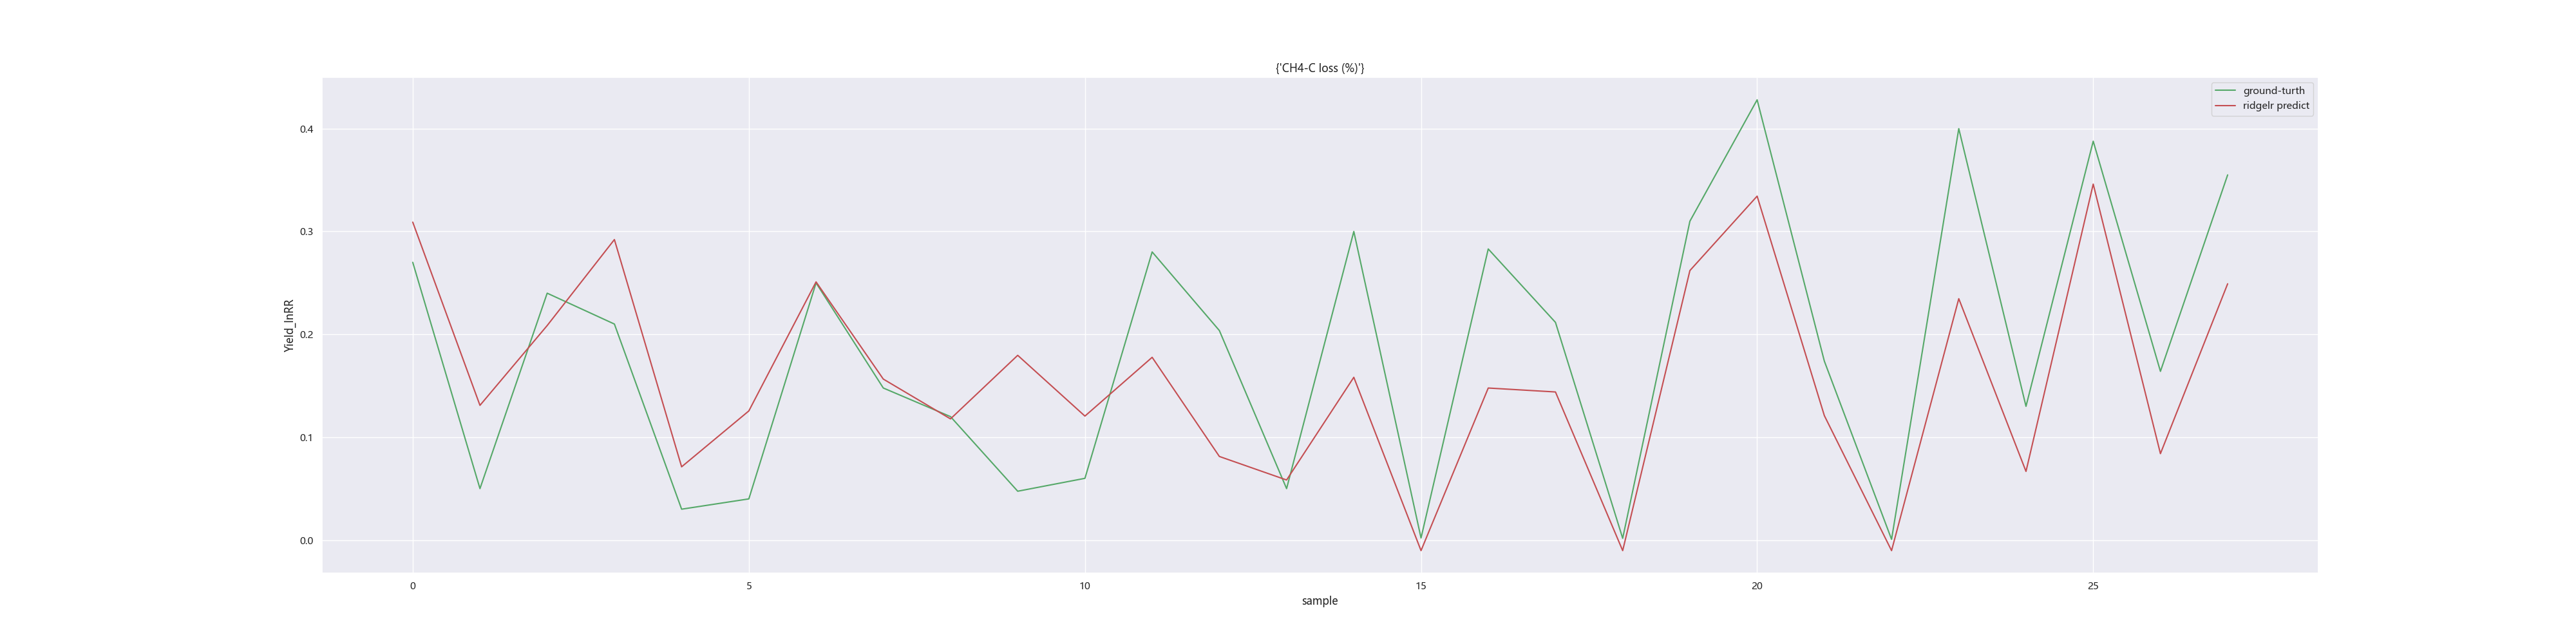 {'CH4-C loss (%)'}
ground-turth
ridgelr predict
Yield_lnRR
0.4
0.3
0.2
0.1
0.0
0 5 10 15 20 25
sample